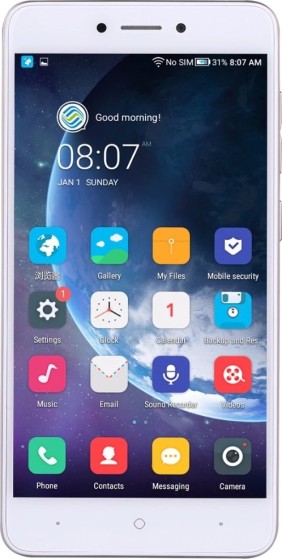 No SIM 31% 8:07 AM
Good morning!
08:07 AM
JAN 1 SUNDAY
浏览器 Gallery My Files Mobile security
1
1
Settings Clock Calendar Backup and Res
Music Email Sound Recorder Videos
Phone Contacts Messaging Camera